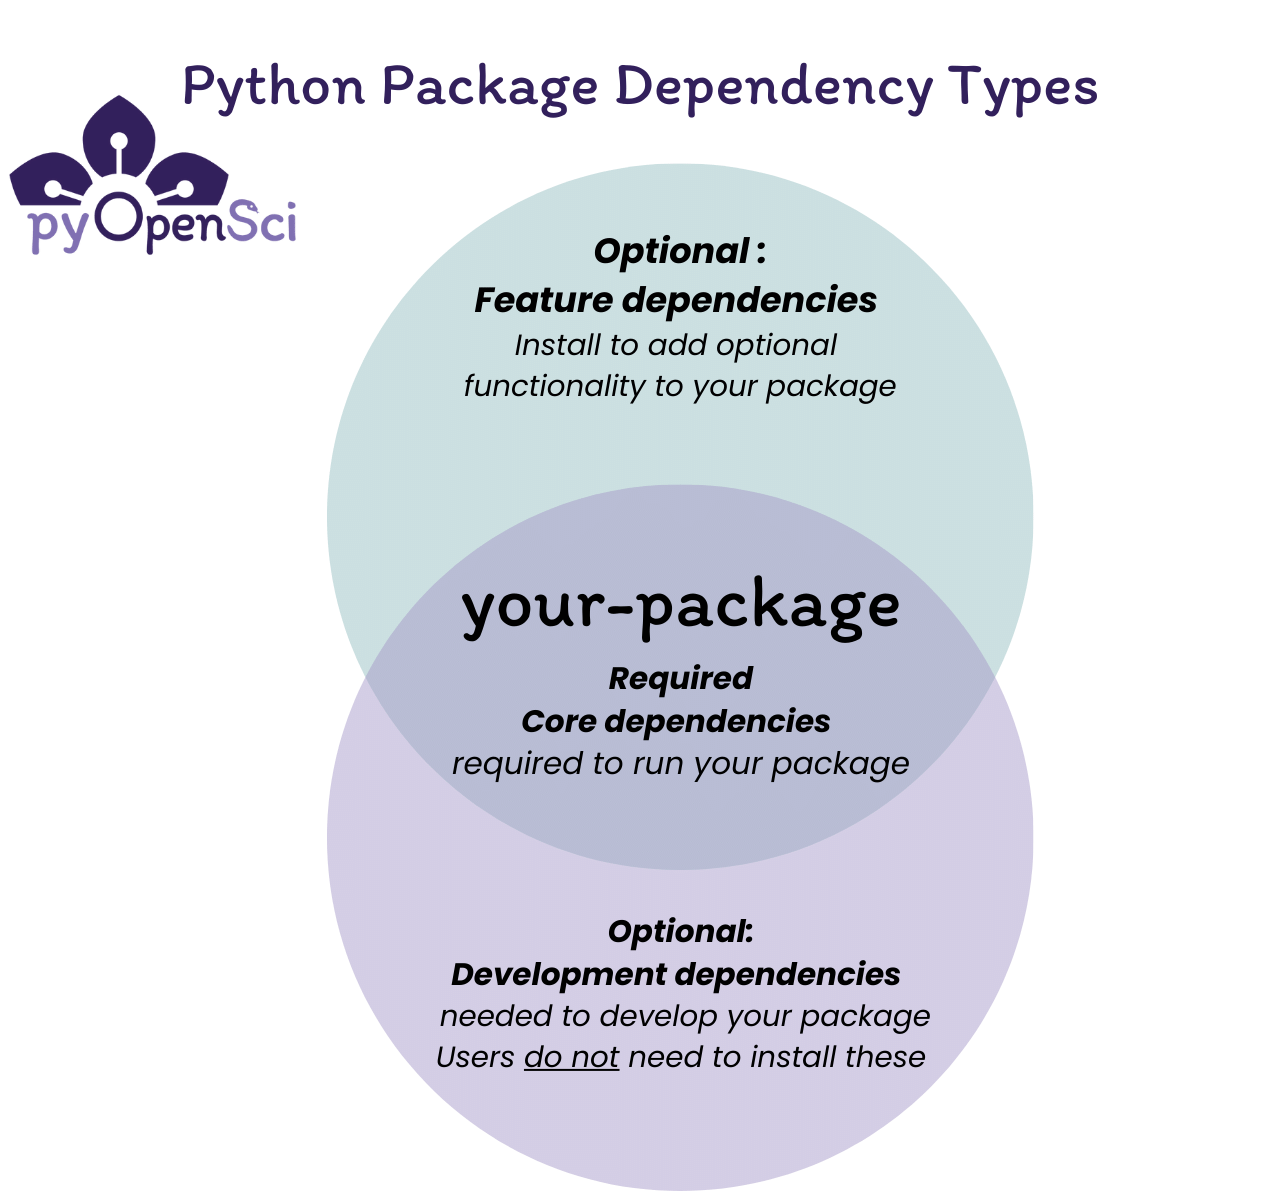 Python Package Dependency Types
pyOpenSci
Optional :
Feature dependencies
Install to add optional
functionality to your package
your-package
Required
Core dependencies
required to run your package
Optional:
Development dependencies
needed to develop your package
Users do not need to install these